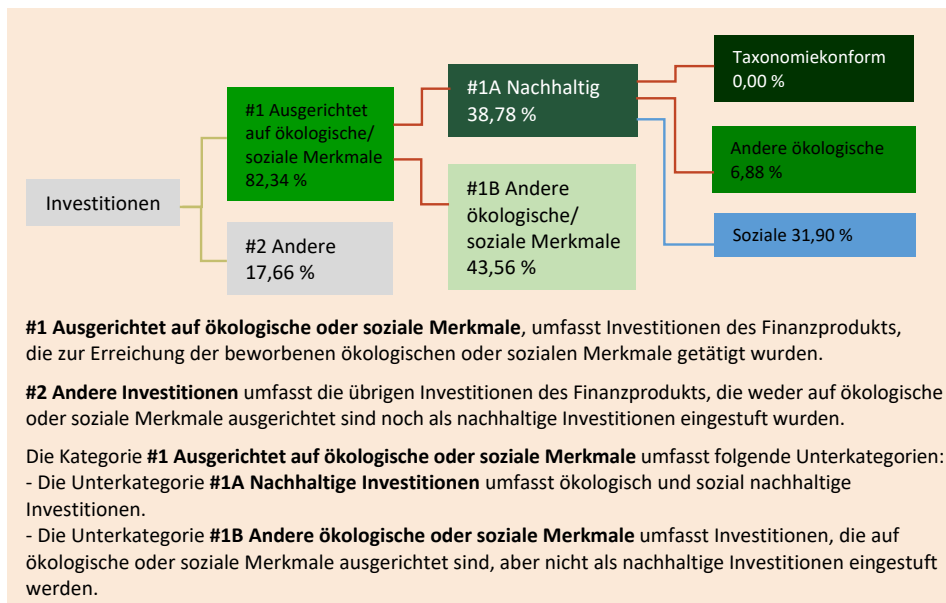 Investitionen
#1 Ausgerichtet
auf ökologische/
soziale Merkmale
82,34 %
#2 Andere
17,66 %
#1A Nachhaltig
38,78 %
#1B Andere
ökologische/
soziale Merkmale
43,56 %
Taxonomiekonform
0,00 %
Andere ökologische
6,88 %
Soziale 31,90 %
#1 Ausgerichtet auf ökologische oder soziale Merkmale, umfasst Investitionen des Finanzprodukts,
die zur Erreichung der beworbenen ökologischen oder sozialen Merkmale getätigt wurden.
#2 Andere Investitionen umfasst die übrigen Investitionen des Finanzprodukts, die weder auf ökologische
oder soziale Merkmale ausgerichtet sind noch als nachhaltige Investitionen eingestuft wurden.
Die Kategorie #1 Ausgerichtet auf ökologische oder soziale Merkmale umfasst folgende Unterkategorien:
- Die Unterkategorie #1A Nachhaltige Investitionen umfasst ökologisch und sozial nachhaltige
Investitionen.
- Die Unterkategorie #1B Andere ökologische oder soziale Merkmale umfasst Investitionen, die auf
ökologische oder soziale Merkmale ausgerichtet sind, aber nicht als nachhaltige Investitionen eingestuft
werden.